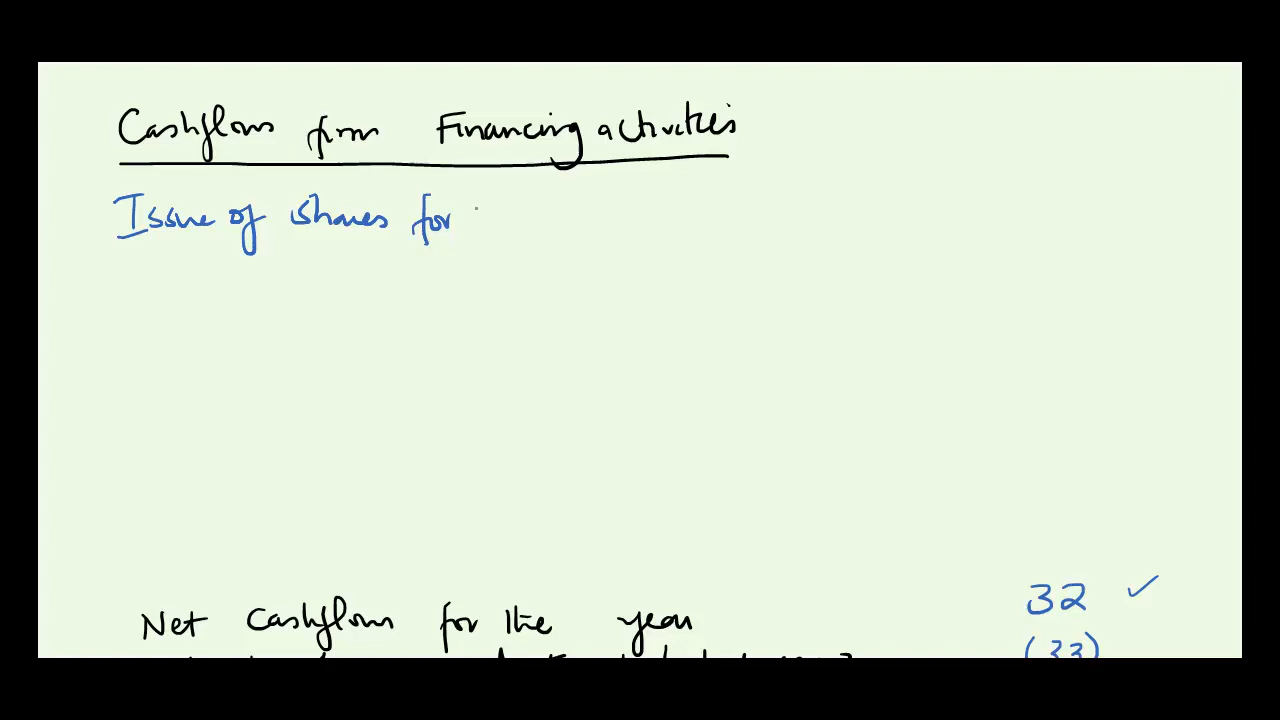 Cashflows from Financing activities
Issue of shares for
32 ✓
Net Cashflows for the year
(33)